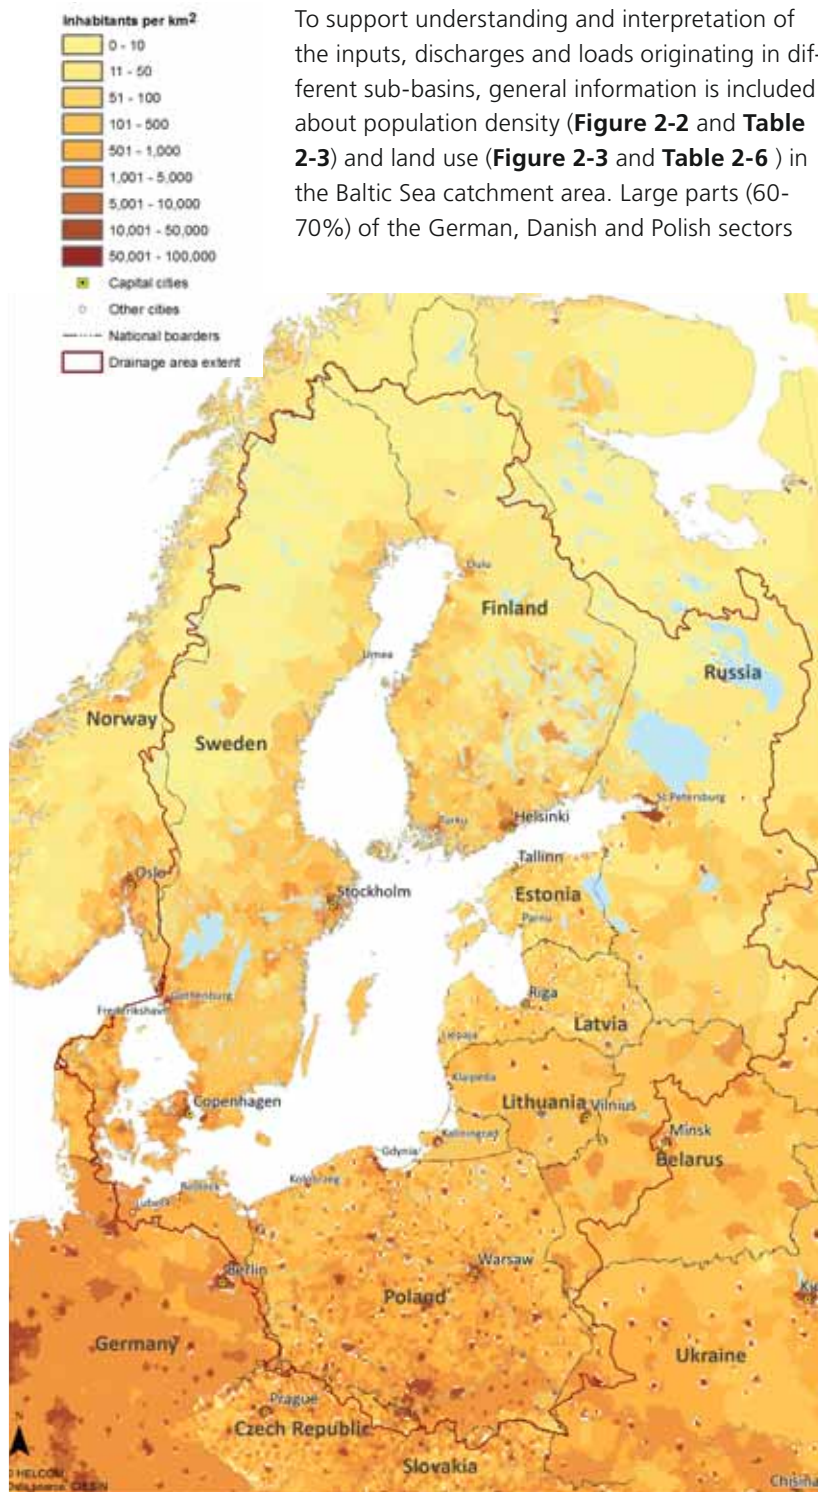 Inhabitants per km2
0 - 10
11 - 50
51 - 100
101 - 500
501 - 1,000
1,001 - 5,000
5,001 - 10,000
10,001 - 50,000
50,001 - 100,000
Capital cities
Other cities
National boarders
Drainage area extent
To support understanding and interpretation of
the inputs, discharges and loads originating in dif-
ferent sub-basins, general information is included
about population density (Figure 2-2 and Table
2-3) and land use (Figure 2-3 and Table 2-6 ) in
the Baltic Sea catchment area. Large parts (60-
70%) of the German, Danish and Polish sectors
Oulu
Finland
Umea
Russia
Norway
Sweden
St.Petersburg
Turku
Helsinki
Tallinn
Oslo
Stockholm
Estonia
Parnu
Gothenburg
Riga
Frederikshavn
Latvia
Liepaja
Klaipeda
Copenhagen
Lithuania
Vilnius
Minsk
Kaliningrad
Gdynia
Belarus
Kolobrzeg
Rostock
Lubeck
Warsaw
Berlin
Poland
Germany
Ukraine
Prague
Czech Republic
N
Slovakia
HELCOM
Data source: CIESIN
Chisina